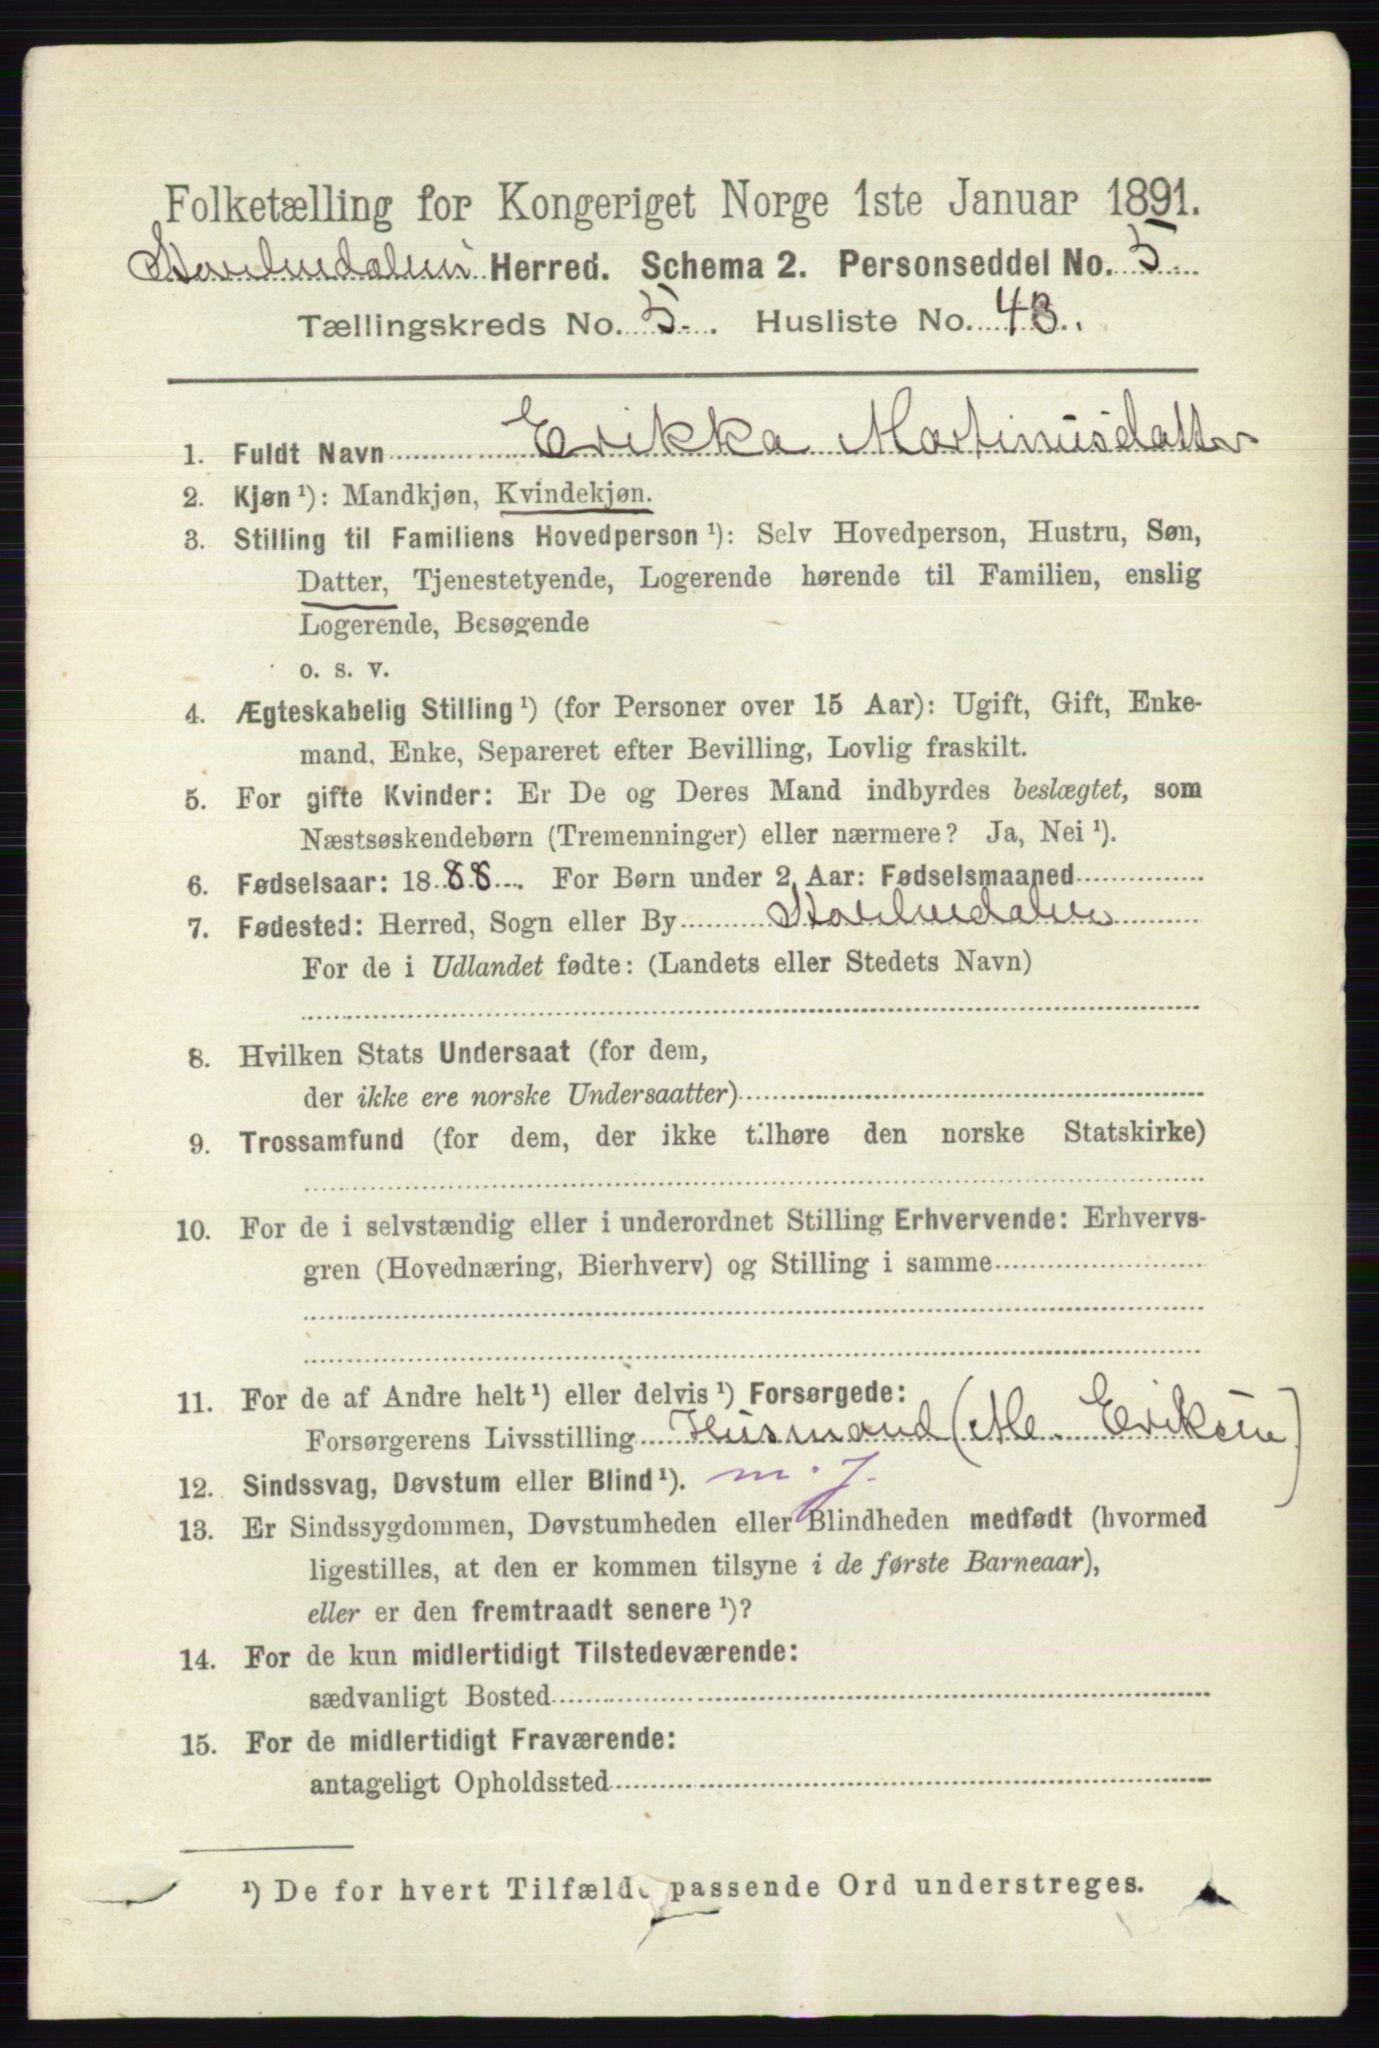 Folketælling for Kongeriget Norge 1ste Januar 1891.
Herred. Schema 2. Personseddel No. 5.
Tællingskreds No. 5. Husliste No. 43.
1. Fuldt Navn Erikka Martinusdatter
2. Kjøn ¹): Mandkjøn, Kvindekjøn.
3. Stilling til Familiens Hovedperson ¹): Selv Hovedperson, Hustru, Søn,
Datter, Tjenestetyende, Logerende hørende til Familien, enslig
Logerende, Besøgende
o. s. v.
4. Ægteskabelig Stilling ¹) (for Personer over 15 Aar): Ugift, Gift, Enke-
mand, Enke, Separeret efter Bevilling, Lovlig fraskilt.
5. For gifte Kvinder: Er De og Deres Mand indbyrdes beslægtet, som
Næstsøskendebørn (Tremenninger) eller nærmere? Ja, Nei ¹).
6. Fødselsaar: 1888. For Børn under 2 Aar: Fødselsmaaned
7. Fødested: Herred, Sogn eller By
For de i Udlandet fødte: (Landets eller Stedets Navn)
8. Hvilken Stats Undersaat (for dem,
der ikke ere norske Undersaatter)
9. Trossamfund (for dem, der ikke tilhøre den norske Statskirke)
10. For de i selvstændig eller i underordnet Stilling Erhvervende: Erhvervs-
gren (Hovednæring, Bierhverv) og Stilling i samme
11. For de af Andre helt ¹) eller delvis ¹) Forsørgede:
Forsørgerens Livsstilling Husmand (M. Eriksen)
12. Sindssvag, Døvstum eller Blind ¹). m. J.
13. Er Sindssygdommen, Døvstumheden eller Blindheden medfødt (hvormed
ligestilles, at den er kommen tilsyne i de første Barneaar),
eller er den fremtraadt senere ¹)?
14. For de kun midlertidigt Tilstedeværende:
sædvanligt Bosted
15. For de midlertidigt Fraværende:
antageligt Opholdssted
¹) De for hvert Tilfælde passende Ord understreges.